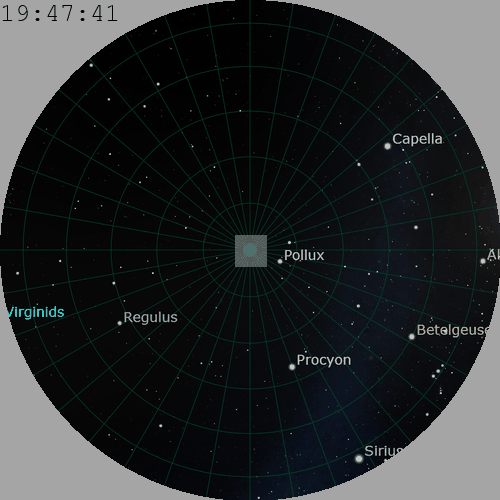 19:47:41
Capella
Pollux
Virginids
Regulus
Betelgeuse
Procyon
Sirius